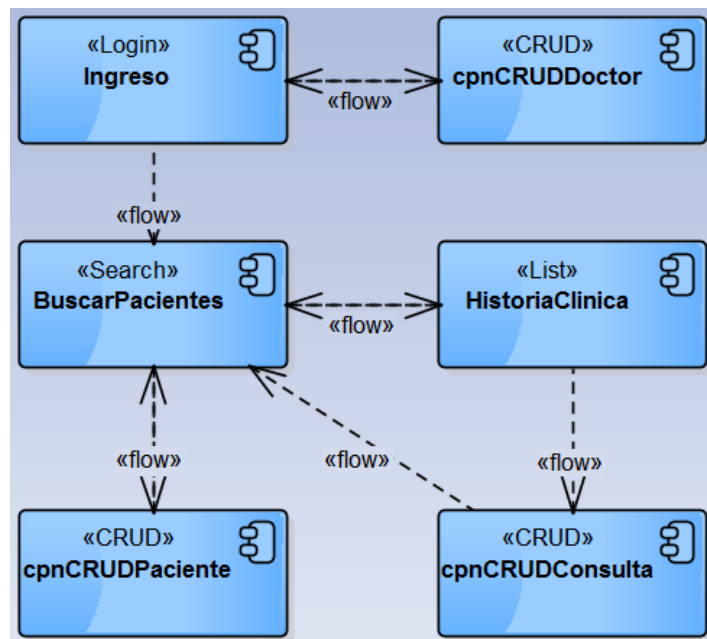 «Login»
Ingreso
«CRUD»
cpnCRUDDoctor
«flow»
«flow»
«Search»
BuscarPacientes
«List»
HistoriaClinica
«flow»
«flow»
«flow»
«flow»
«CRUD»
cpnCRUDPaciente
«CRUD»
cpnCRUDConsulta